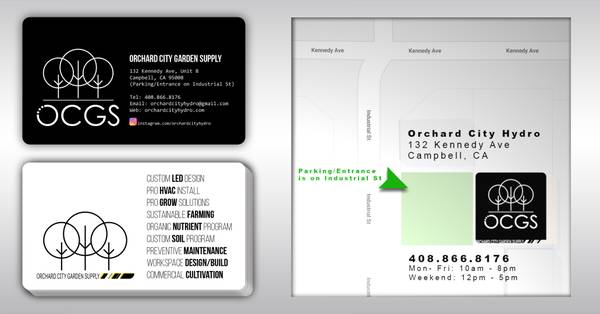 ORCHARD CITY GARDEN SUPPLY
132 Kennedy Ave, Unit B
Campbell, CA 95008
(Parking/Entrance on Industrial St)
Tel: 408.866.8176
Email: orchardcityhydro@gmail.com
Web: orchardcityhydro.com
instagram.com/orchardcityhydro
OCGS
CUSTOM LED DESIGN
PRO HVAC INSTALL
PRO GROW SOLUTIONS
SUSTAINABLE FARMING
ORGANIC NUTRIENT PROGRAM
CUSTOM SOIL PROGRAM
PREVENTIVE MAINTENANCE
WORKSPACE DESIGN/BUILD
COMMERCIAL CULTIVATION
ORCHARD CITY GARDEN SUPPLY
Kennedy Ave
Kennedy Ave
Kennedy Ave
Industrial St
Orchard City Hydro
132 Kennedy Ave
Campbell, CA
Parking/Entrance
is on Industrial St
Industrial St
OCGS
408.866.8176
Mon- Fri: 10am - 8pm
Weekend: 12pm - 5pm